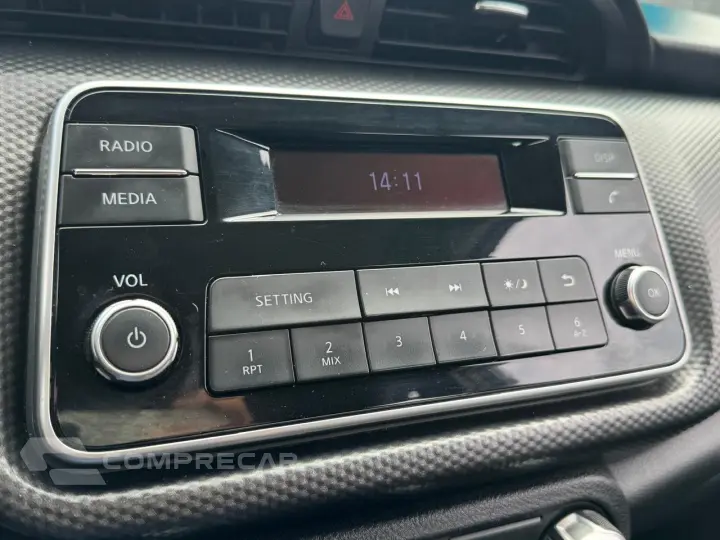 RADIO
MEDIA
14:11
DISP
VOL
MENU
OK
SETTING
1
RPT
2
MIX
3
4
5
6
A-Z
COMPRECAR